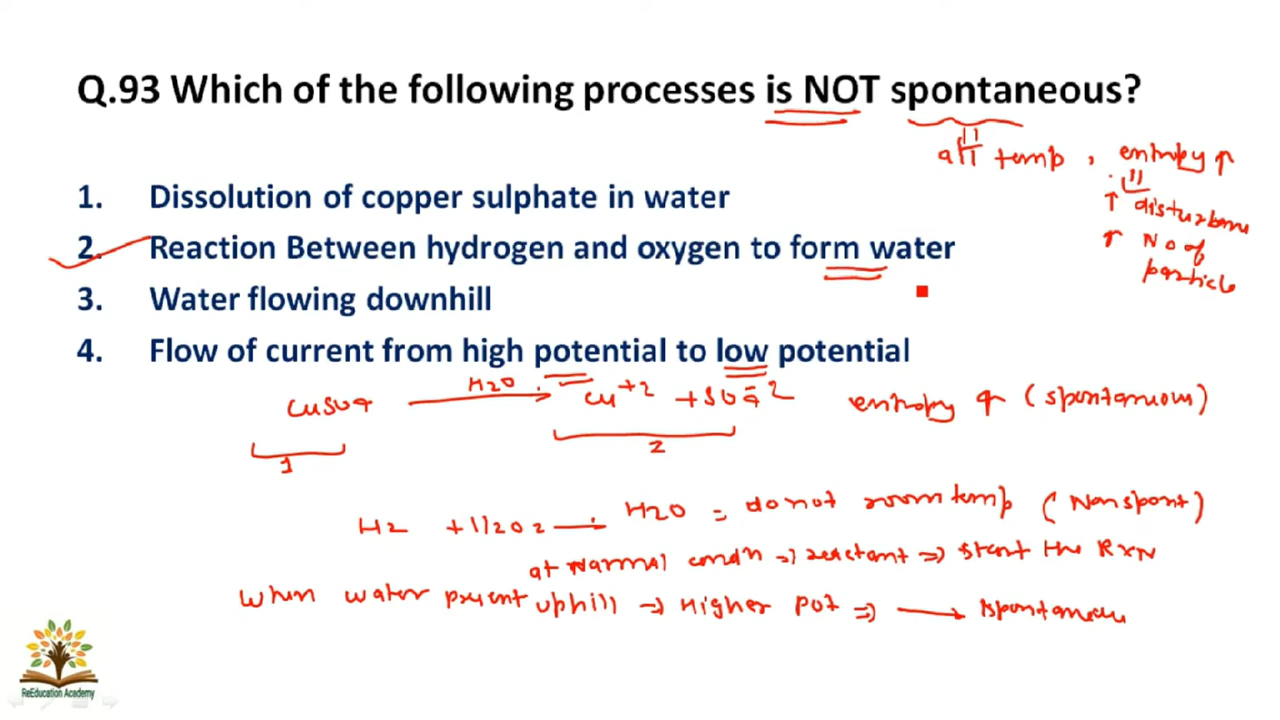 Q.93 Which of the following processes is NOT spontaneous?
at temp, entropy ↑
↑ disturbanc
↑ No of particle
1. Dissolution of copper sulphate in water
2. Reaction Between hydrogen and oxygen to form water
3. Water flowing downhill
4. Flow of current from high potential to low potential
CuSO4 H2O → Cu+2 + SO4-2 entropy ↑ (spontaneous)
1 2
H2 + 1/2O2 → H2O = do not room temp (Nonspont)
at Normal condn ⇒ reactant ⇒ start the RXN
When water present uphill → Higher pot ⇒ → spontaneous
ReEducation Academy